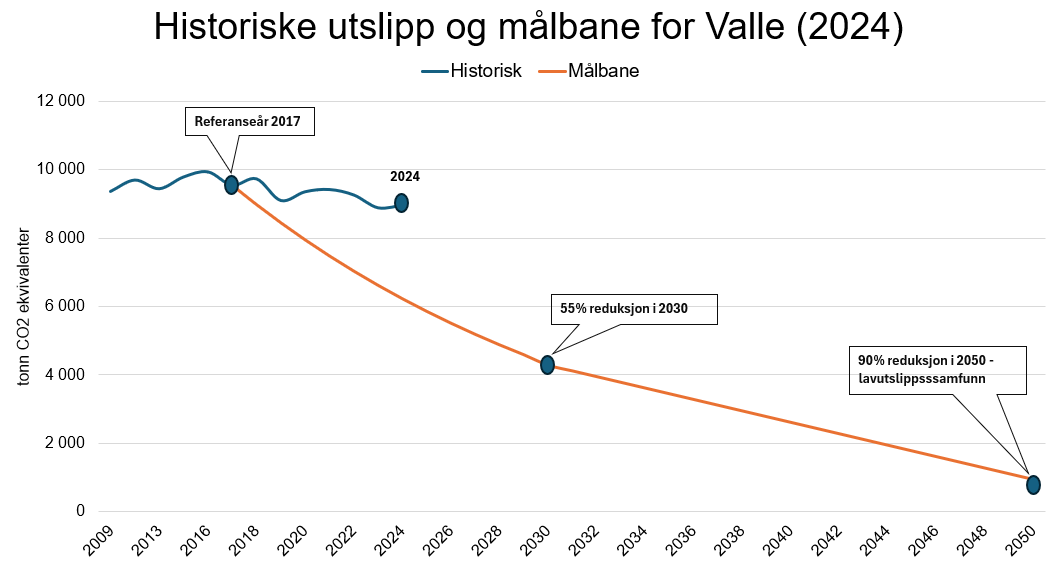 Historiske utslipp og målbane for Valle (2024)
Historisk Målbane
12 000
Referanseår 2017
10 000
2024
8 000
tonn CO2 ekvivalenter
6 000
55% reduksjon i 2030
4 000
90% reduksjon i 2050 -
lavutslippsssamfunn
2 000
0
2009 2013 2016 2018 2020 2022 2024 2026 2028 2030 2032 2034 2036 2038 2040 2042 2044 2046 2048 2050